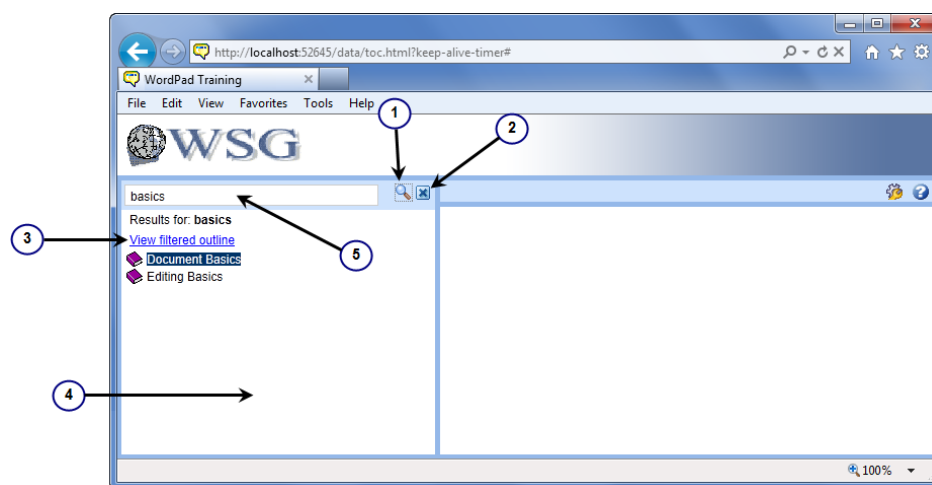 http://localhost:52645/data/toc.html?keep-alive-timer#
WordPad Training
File Edit View Favorites Tools Help
1
2
WSG
basics
Results for: basics
3
View filtered outline
5
Document Basics
Editing Basics
4
100%